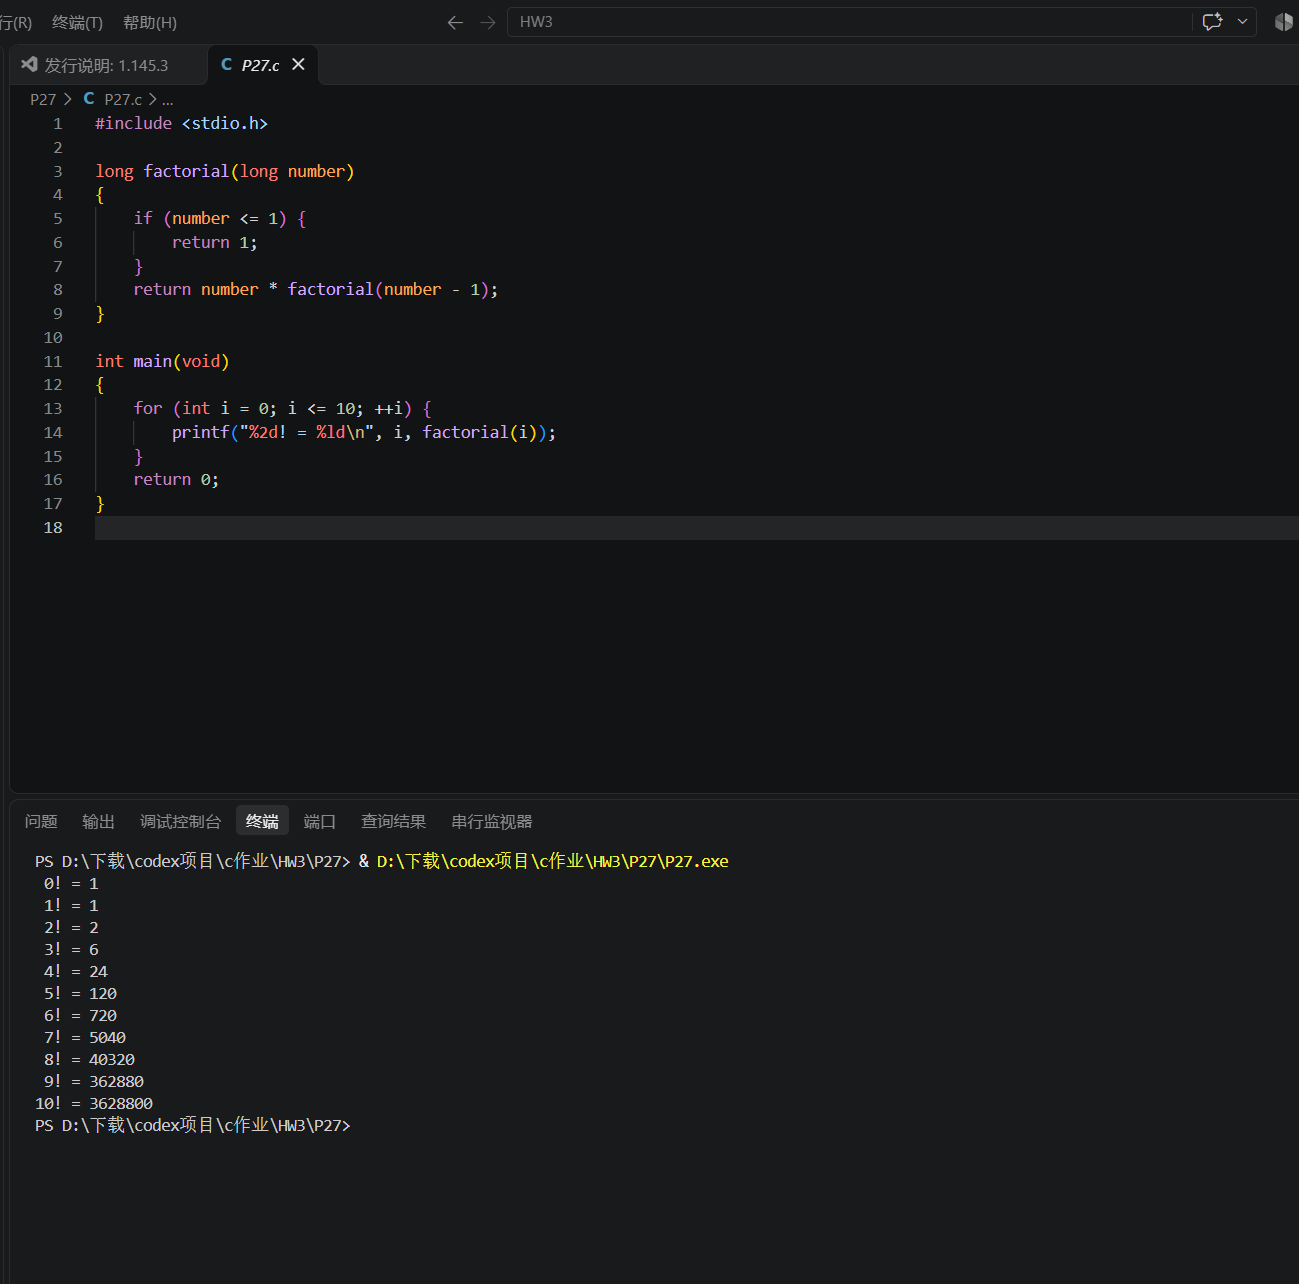 行(R) 终端(T) 帮助(H) HW3
发行说明: 1.145.3 C P27.c
P27 > C P27.c > ...
1 #include <stdio.h>
2
3 long factorial(long number)
4 {
5     if (number <= 1) {
6         return 1;
7     }
8     return number * factorial(number - 1);
9 }
10
11 int main(void)
12 {
13     for (int i = 0; i <= 10; ++i) {
14         printf("%2d! = %ld\n", i, factorial(i));
15     }
16     return 0;
17 }
18
问题 输出 调试控制台 终端 端口 查询结果 串行监视器
PS D:\下载\codex项目\c作业\HW3\P27> & D:\下载\codex项目\c作业\HW3\P27\P27.exe
 0! = 1
 1! = 1
 2! = 2
 3! = 6
 4! = 24
 5! = 120
 6! = 720
 7! = 5040
 8! = 40320
 9! = 362880
10! = 3628800
PS D:\下载\codex项目\c作业\HW3\P27>